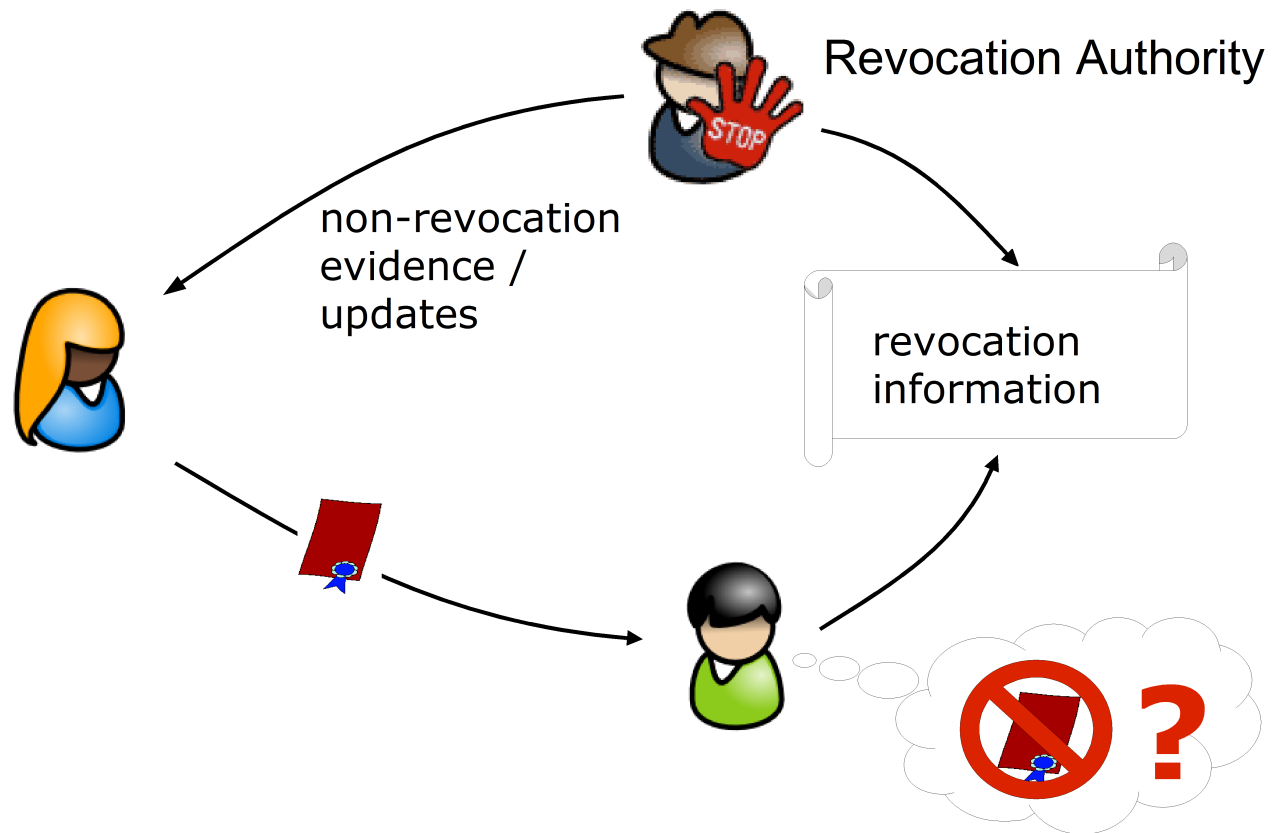 Revocation Authority
STOP
non-revocation
evidence /
updates
revocation
information
?